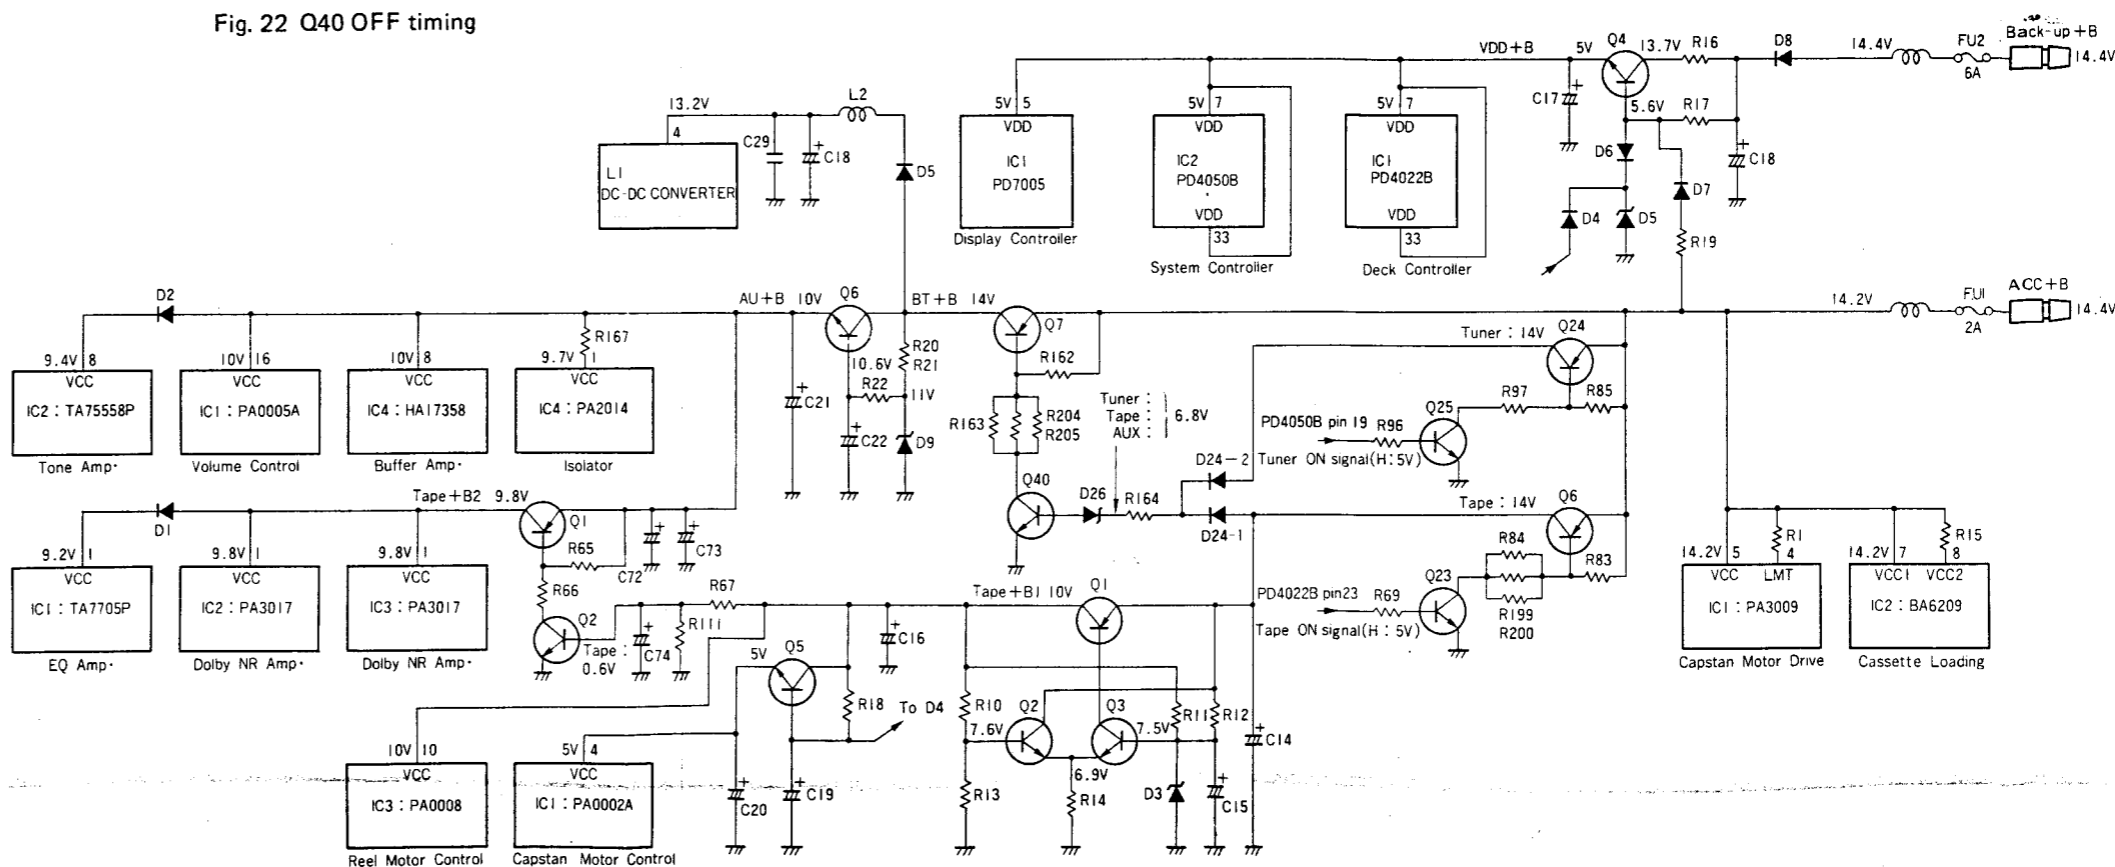 Fig. 22 Q40 OFF timing
Back-up +B
14.4V
FU2
6A
14.4V
D8
R16
13.7V
Q4
5V
VDD+B
C17
5.6V
R17
D6
C18
D7
D4
D5
R19
13.2V
L2
4
C29
C18
D5
L1
DC-DC CONVERTER
5V 5
VDD
IC1
PD7005
Display Controller
5V 7
VDD
IC2
PD4050B
VDD
33
System Controller
5V 7
VDD
IC1
PD4022B
VDD
33
Deck Controller
ACC+B
14.4V
FU1
2A
14.2V
D2
AU+B 10V
Q6
BT+B 14V
Q7
R167
9.4V 8
VCC
IC2 : TA75558P
Tone Amp.
10V 16
VCC
IC1 : PA0005A
Volume Control
10V 8
VCC
IC4 : HA17358
Buffer Amp.
9.7V 1
VCC
IC4 : PA2014
Isolator
C21
10.6V
R20
R21
R22
11V
C22
D9
R162
R163
R204
R205
Tuner :
Tape :
AUX :
6.8V
Tuner : 14V
Q24
R97
R85
Q25
PD4050B pin 19
R96
Tuner ON signal(H:5V)
D24-2
Q40
D26
R164
D24-1
Tape : 14V
Q6
R84
R83
PD4022B pin23
R69
Q23
R199
R200
Tape ON signal(H : 5V)
14.2V 5
R1
4
VCC
LMT
IC1 : PA3009
Capstan Motor Drive
14.2V 7
R15
8
VCC1
VCC2
IC2 : BA6209
Cassette Loading
Tape+B2 9.8V
D1
Q1
R65
C72
C73
R66
9.2V 1
VCC
IC1 : TA7705P
EQ Amp.
9.8V 1
VCC
IC2 : PA3017
Dolby NR Amp.
9.8V 1
VCC
IC3 : PA3017
Dolby NR Amp.
Q2
Tape :
0.6V
C74
R111
R67
5V
Q5
C16
Tape+B1 10V
Q1
R18
To D4
R10
7.6V
Q2
Q3
7.5V
R11
R12
C14
6.9V
R13
R14
D3
C15
10V 10
VCC
IC3 : PA0008
Reel Motor Control
5V 4
VCC
IC1 : PA0002A
Capstan Motor Control
C20
C19